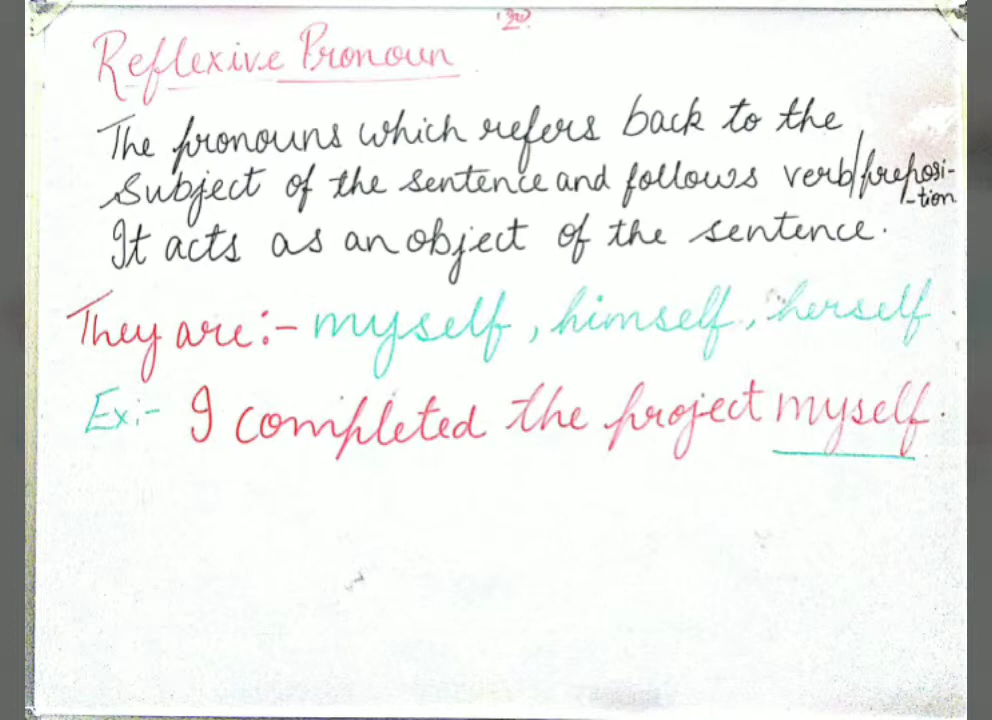 Reflexive Pronoun
The pronouns which refers back to the
Subject of the sentence and follows verb/preposi-
-tion
It acts as an object of the sentence.
They are:- myself, himself, herself.
Ex:- I completed the project myself.